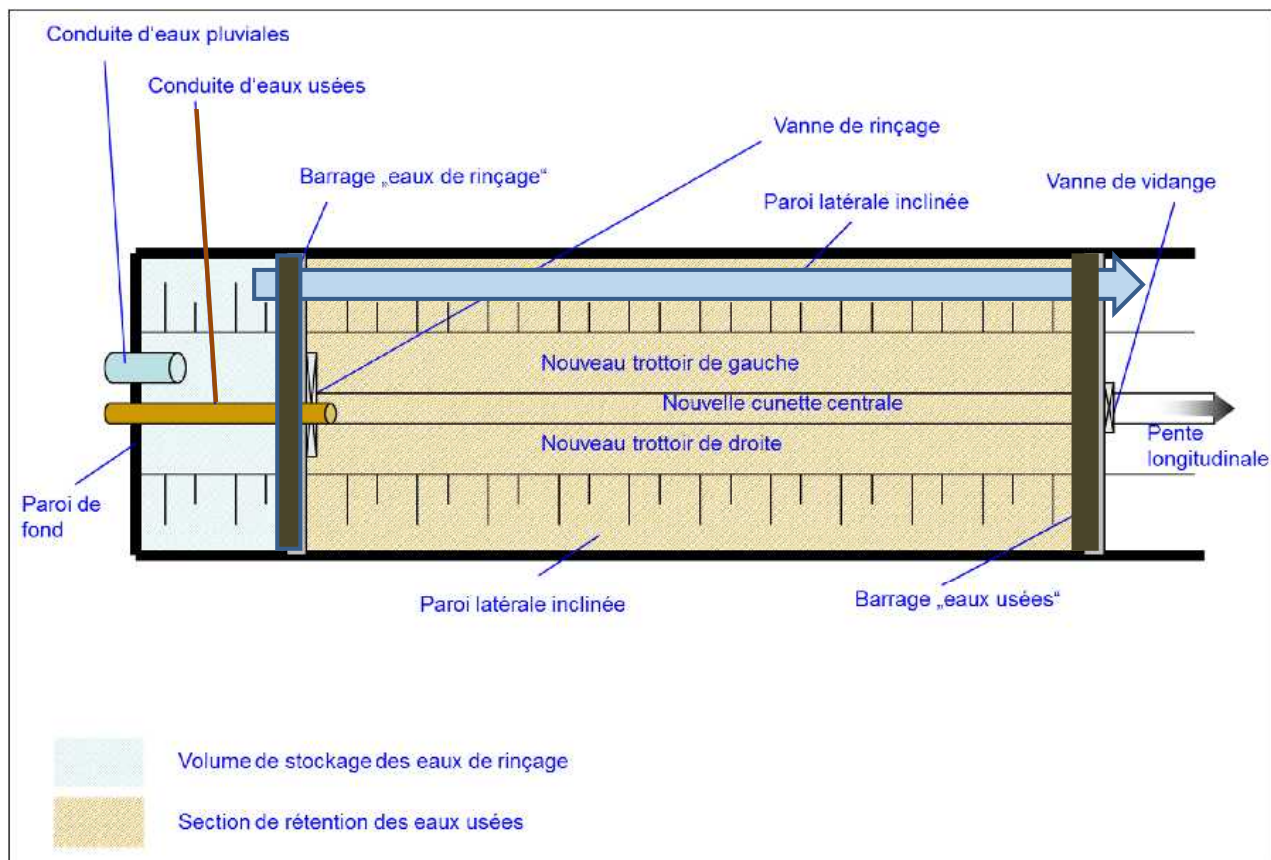 Conduite d'eaux pluviales
Conduite d'eaux usées
Vanne de rinçage
Barrage „eaux de rinçage“
Paroi latérale inclinée
Vanne de vidange
Nouveau trottoir de gauche
Nouvelle cunette centrale
Nouveau trottoir de droite
Pente
longitudinale
Paroi de
fond
Paroi latérale inclinée
Barrage „eaux usées“
Volume de stockage des eaux de rinçage
Section de rétention des eaux usées